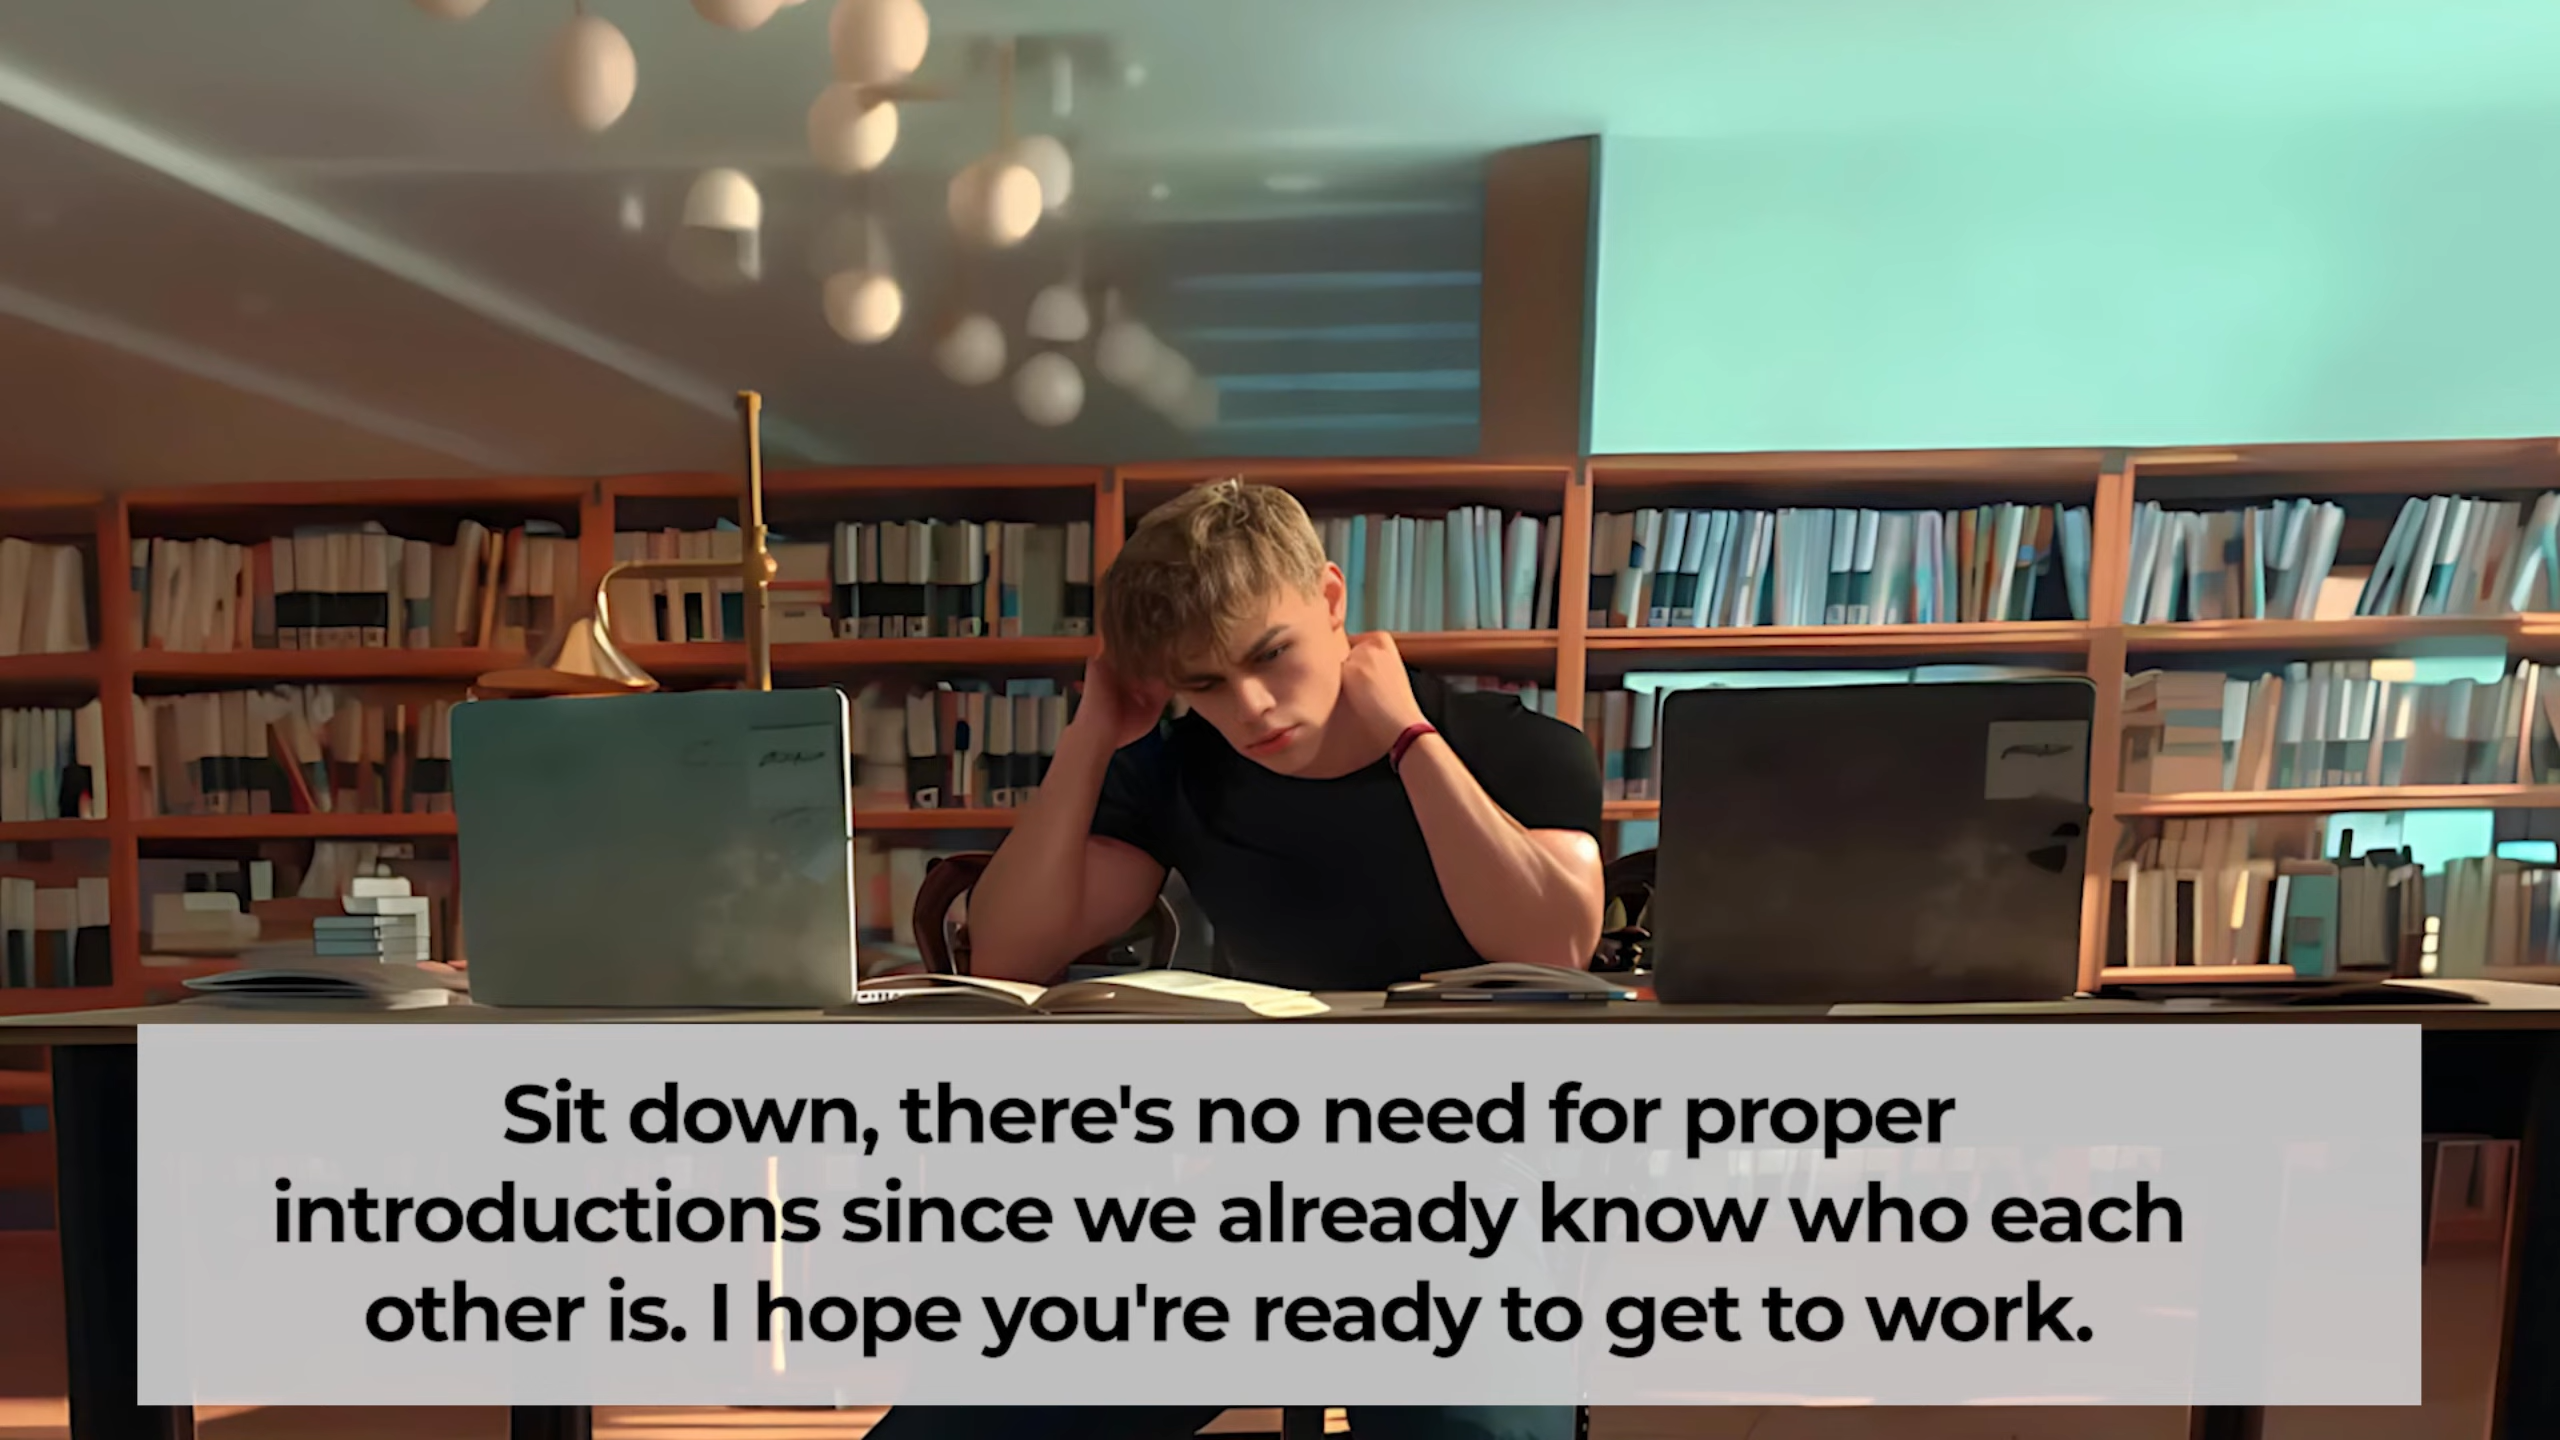 Sit down, there's no need for proper
introductions since we already know who each
other is. I hope you're ready to get to work.